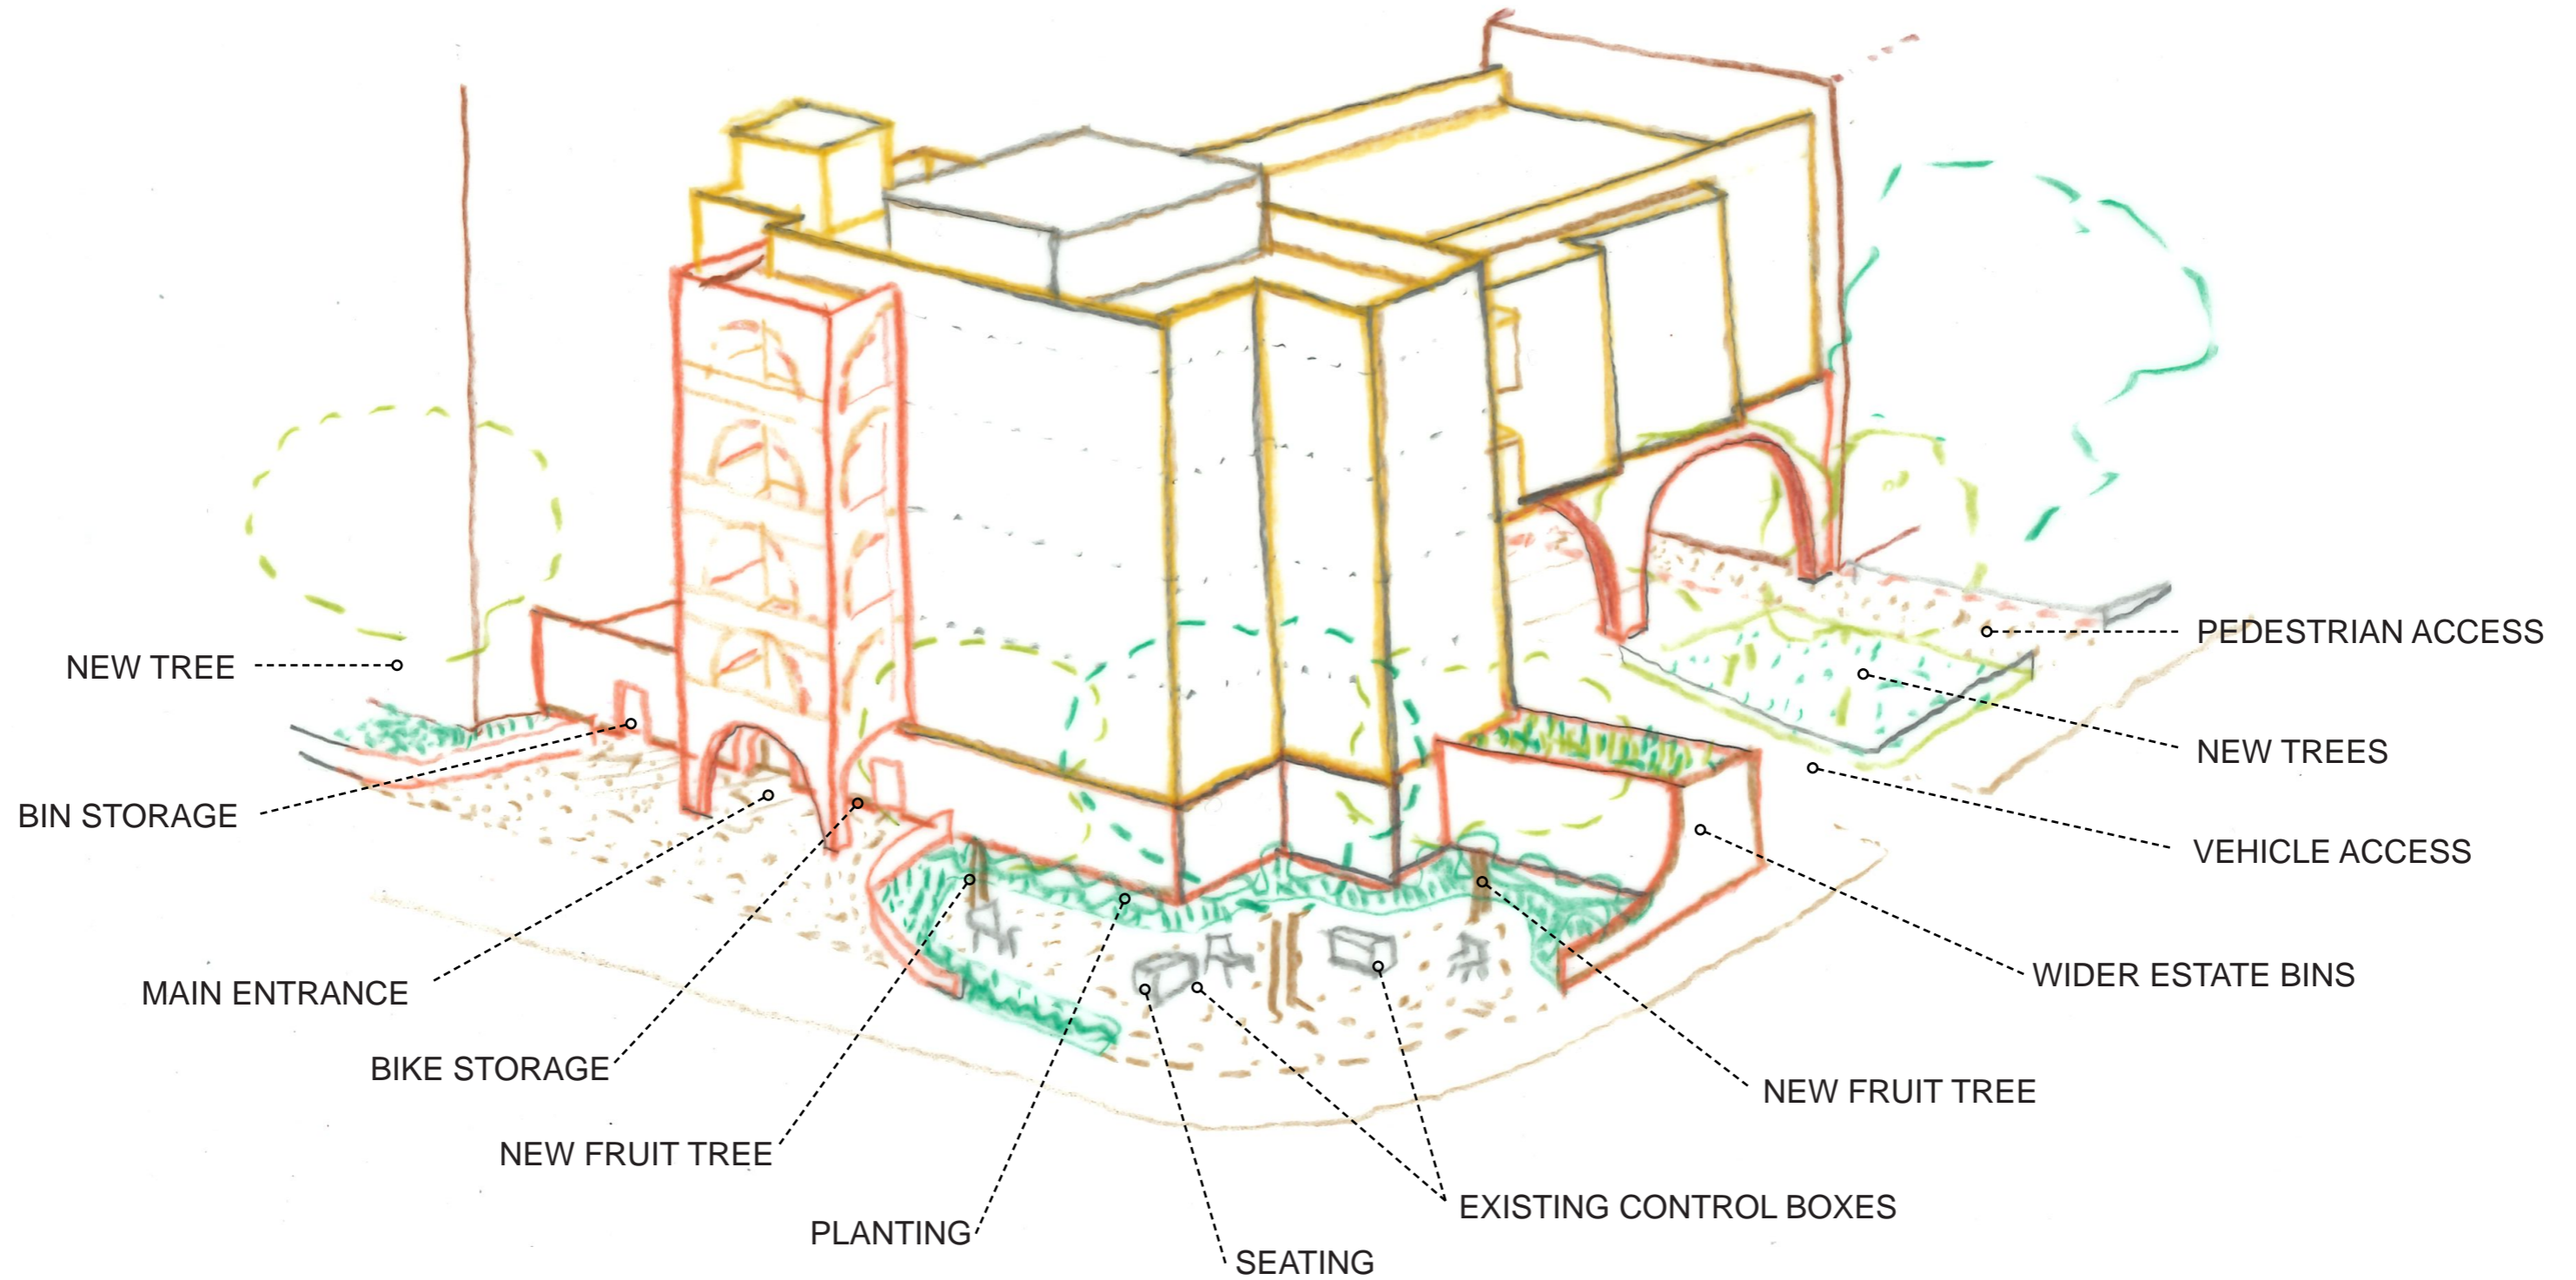 PEDESTRIAN ACCESS
NEW TREE
NEW TREES
BIN STORAGE
VEHICLE ACCESS
WIDER ESTATE BINS
MAIN ENTRANCE
BIKE STORAGE
NEW FRUIT TREE
NEW FRUIT TREE
EXISTING CONTROL BOXES
PLANTING
SEATING